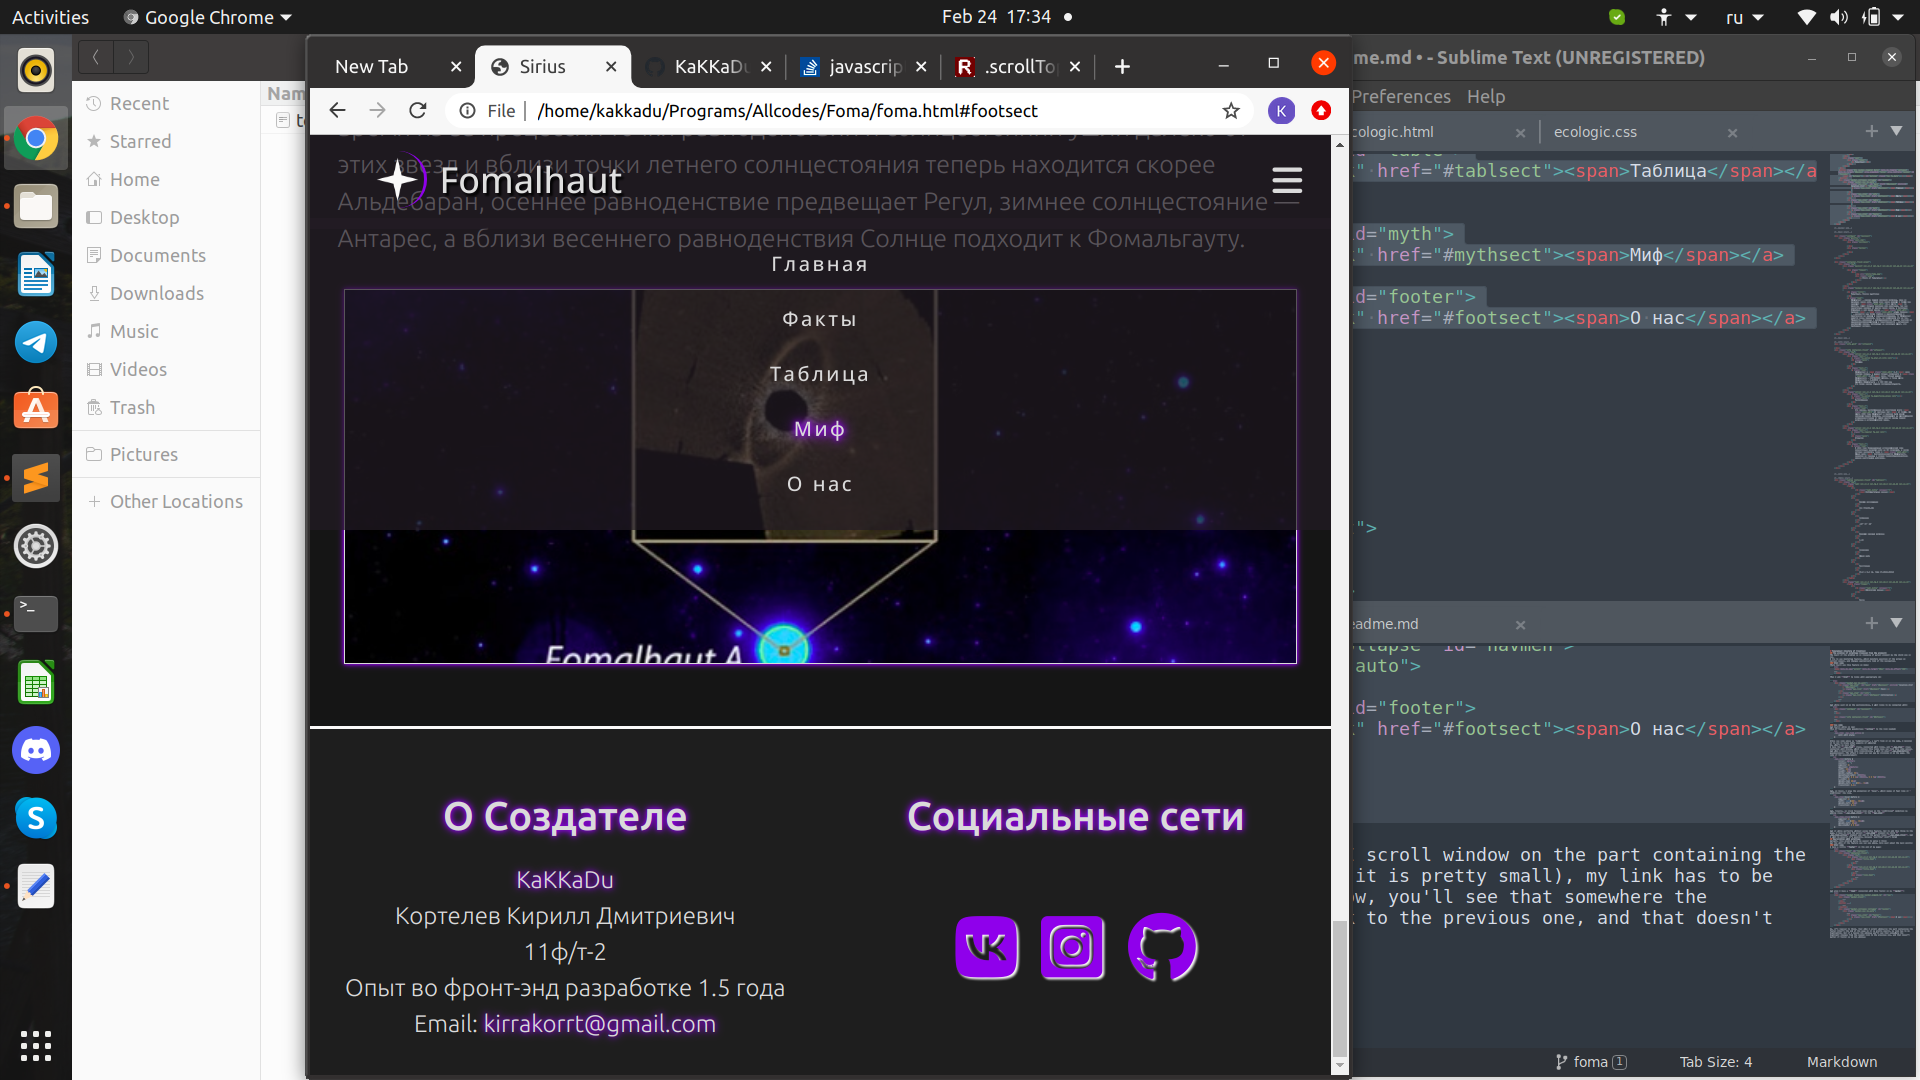 Activities
Google Chrome
Feb 24 17:34
ru
New Tab
Sirius
KaKKaDu
javascrip
.scrollTo
File
/home/kakkadu/Programs/Allcodes/Foma/foma.html#footsect
K
Recent
Starred
Home
Desktop
Documents
Downloads
Music
Videos
Trash
Pictures
Other Locations
Nam
этих звезд и вблизи точки летнего солнцестояния теперь находится скорее
Fomalhaut
Альдебаран, осеннее равноденствие предвещает Регул, зимнее солнцестояние —
Антарес, а вблизи весеннего равноденствия Солнце подходит к Фомальгауту.
Главная
Факты
Таблица
Миф
О нас
Fomalhaut A
О Создателе
KaKKaDu
Кортелев Кирилл Дмитриевич
11ф/т-2
Опыт во фронт-энд разработке 1.5 года
Email: kirrakorrt@gmail.com
Социальные сети
me.md • - Sublime Text (UNREGISTERED)
Preferences Help
cologic.html
ecologic.css
" href="#tablsect"><span>Таблица</span></a
d="myth">
" href="#mythsect"><span>Миф</span></a>
d="footer">
" href="#footsect"><span>О нас</span></a>
">
eadme.md
ollapse" id="navmen">
auto">
d="footer">
" href="#footsect"><span>О нас</span></a>
scroll window on the part containing the
it is pretty small), my link has to be
ow, you'll see that somewhere the
to the previous one, and that doesn't
foma 1
Tab Size: 4
Markdown